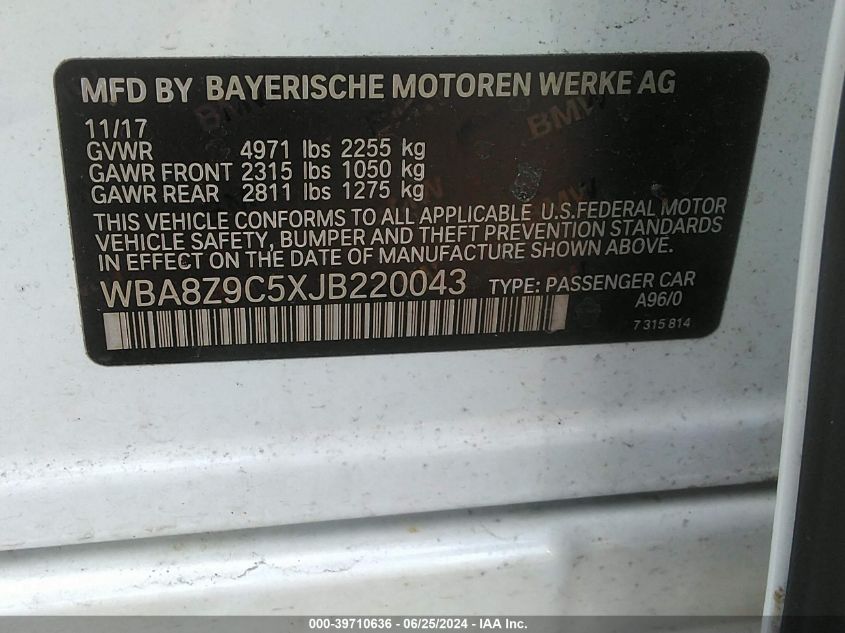 MFD BY BAYERISCHE MOTOREN WERKE AG
11/17
GVWR 4971 lbs 2255 kg
GAWR FRONT 2315 lbs 1050 kg
GAWR REAR 2811 lbs 1275 kg
THIS VEHICLE CONFORMS TO ALL APPLICABLE U.S.FEDERAL MOTOR
VEHICLE SAFETY, BUMPER AND THEFT PREVENTION STANDARDS
IN EFFECT ON THE DATE OF MANUFACTURE SHOWN ABOVE.
WBA8Z9C5XJB220043 TYPE: PASSENGER CAR
A96/0
7 315 814
BMW
BMW
000-39710636 - 06/25/2024 - IAA Inc.